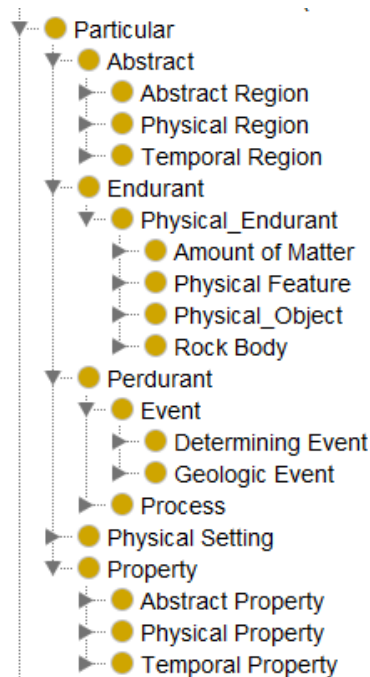 Particular
Abstract
Abstract Region
Physical Region
Temporal Region
Endurant
Physical_Endurant
Amount of Matter
Physical Feature
Physical_Object
Rock Body
Perdurant
Event
Determining Event
Geologic Event
Process
Physical Setting
Property
Abstract Property
Physical Property
Temporal Property